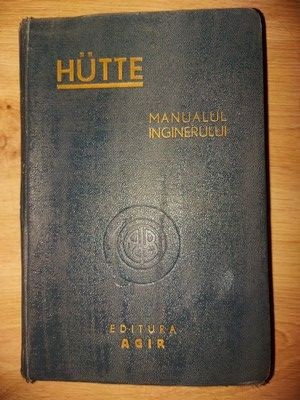 HÜTTE
MANUALUL
INGINERULUI
EDITURA
AGIR